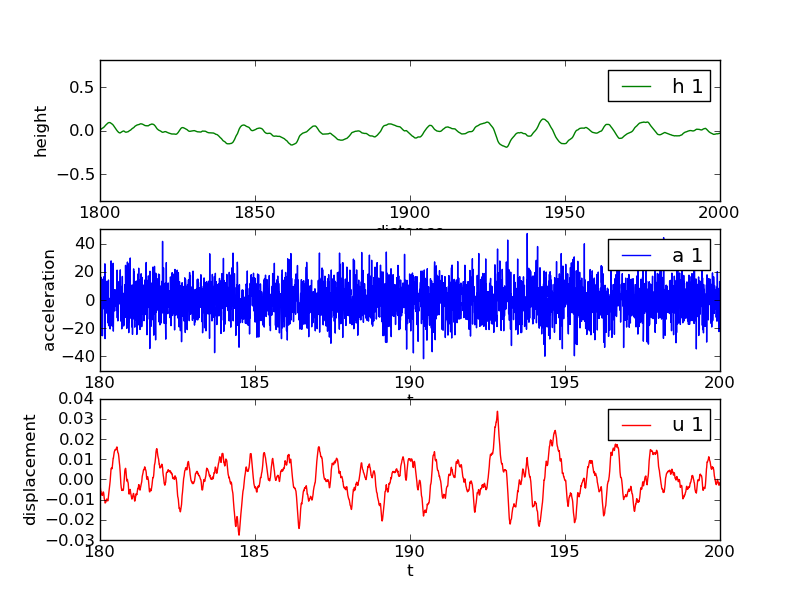 0.5
0.0
−0.5
height
h 1
1800 1850 1900 1950 2000
distance
40
20
0
−20
−40
acceleration
a 1
180 185 190 195 200
t
0.04
0.03
0.02
0.01
0.00
−0.01
−0.02
−0.03
displacement
u 1
180 185 190 195 200
t